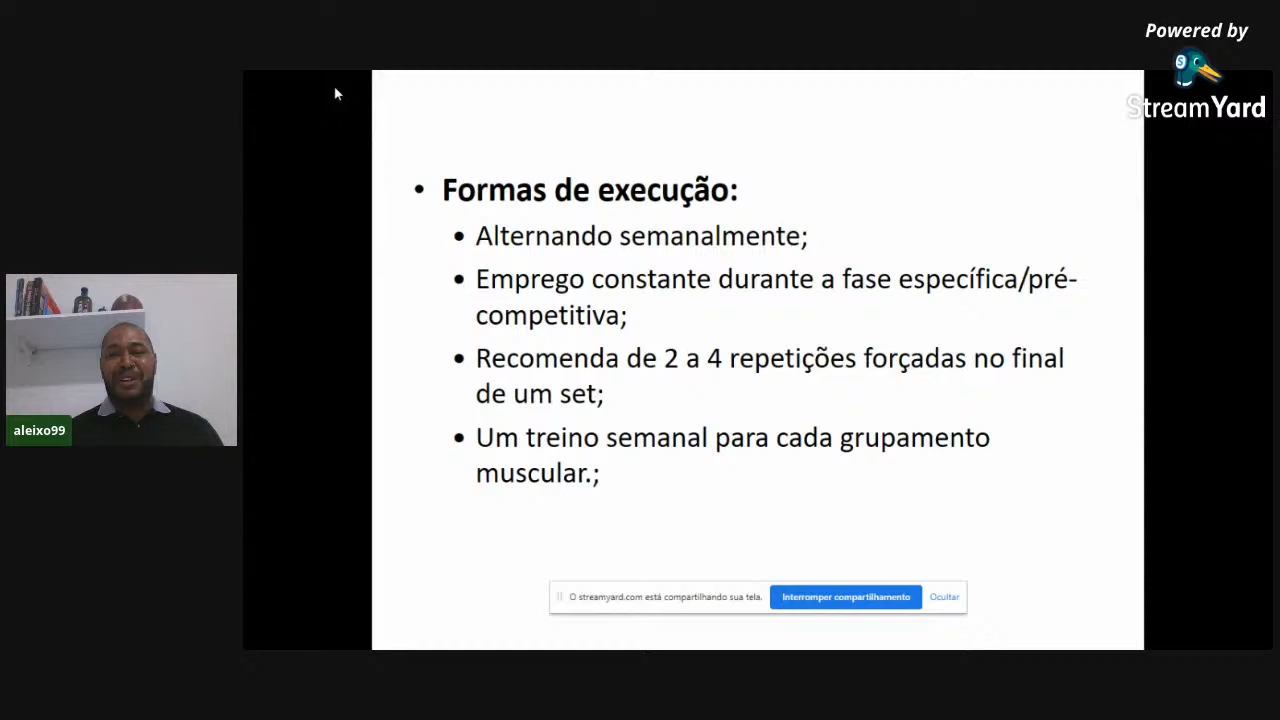 Powered by
StreamYard
• Formas de execução:
• Alternando semanalmente;
• Emprego constante durante a fase específica/pré-
competitiva;
• Recomenda de 2 a 4 repetições forçadas no final
de um set;
• Um treino semanal para cada grupamento
muscular.;
aleixo99
O streamyard.com está compartilhando sua tela.
Interromper compartilhamento
Ocultar